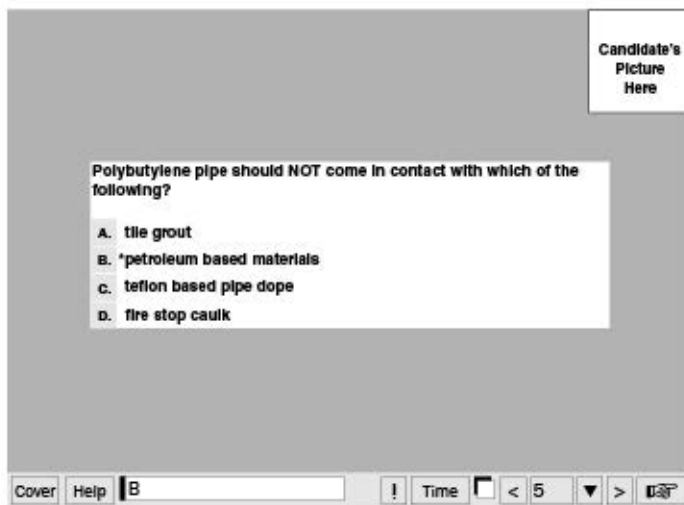 Candidate's
Picture
Here
Polybutylene pipe should NOT come in contact with which of the
following?
A. tile grout
B. *petroleum based materials
C. teflon based pipe dope
D. fire stop caulk
Cover Help B ! Time < 5 ▼ >